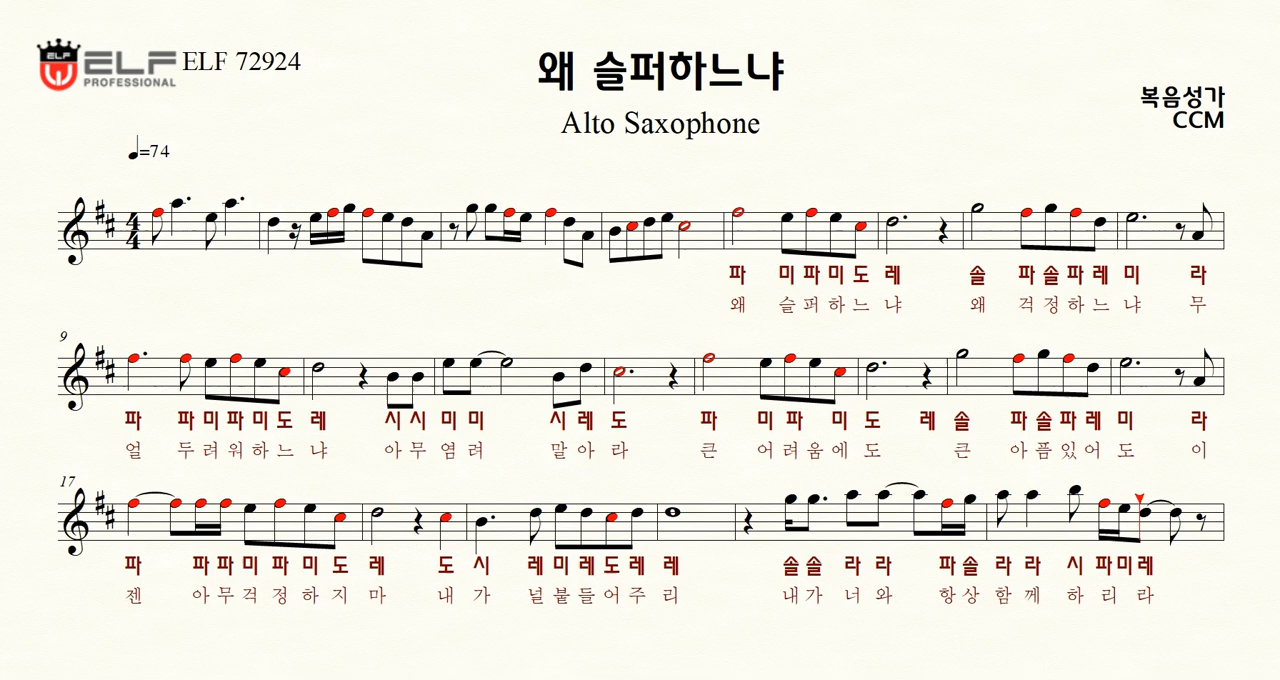 ELF
ELF
PROFESSIONAL
ELF 72924
왜 슬퍼하느냐
Alto Saxophone
복음성가
CCM
=74
4
4
파 미파미도레 솔 파솔파레미 라
왜 슬퍼하느냐 왜 걱정하느냐 무
9
파 파미파미도레 시시미미 시레도 파 미파미도레솔 파솔파레미 라
얼 두려워하느냐 아무염려 말아라 큰 어려움에도 큰 아픔있어도 이
17
파 파파미파미도레 도시 레미레도레레 솔솔라라 파솔라라 시파미레
젠 아무걱정하지마 내가 널붙들어주리 내가너와 항상함께 하리라